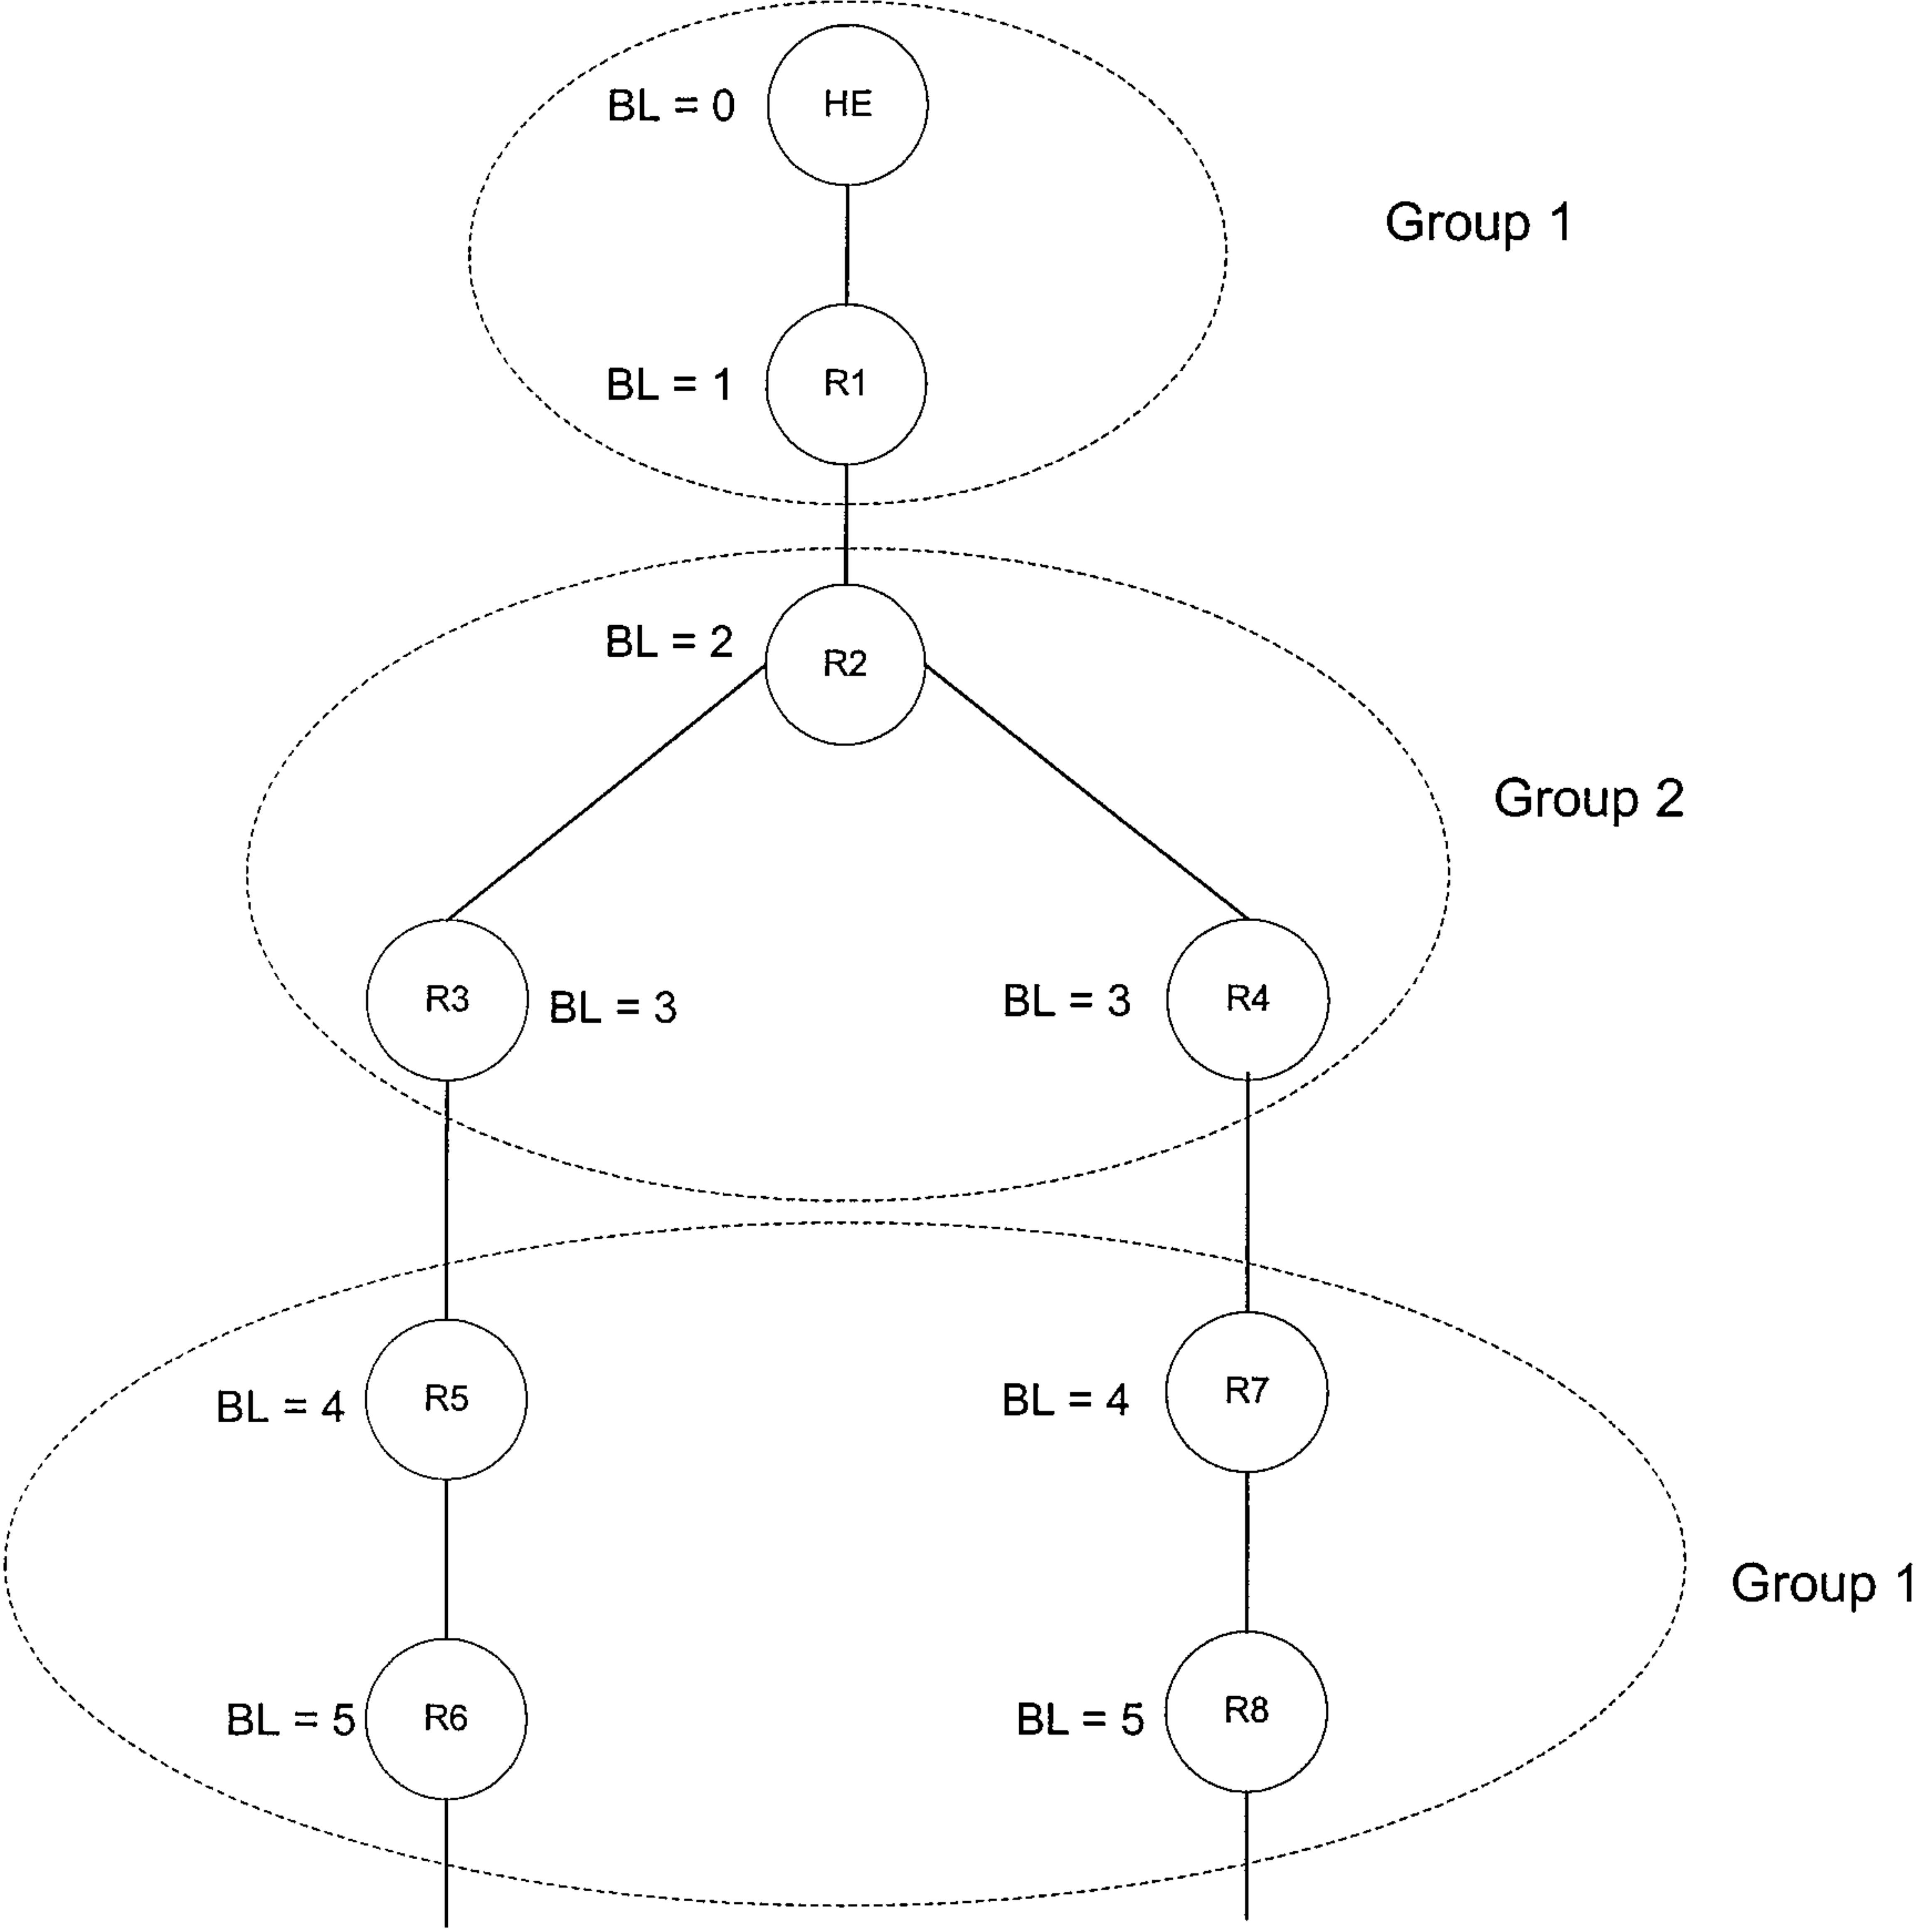 BL = 0
HE
Group 1
BL = 1
R1
BL = 2
R2
Group 2
R3
BL = 3
BL = 3
R4
BL = 4
R5
BL = 4
R7
Group 1
BL = 5
R6
BL = 5
R8